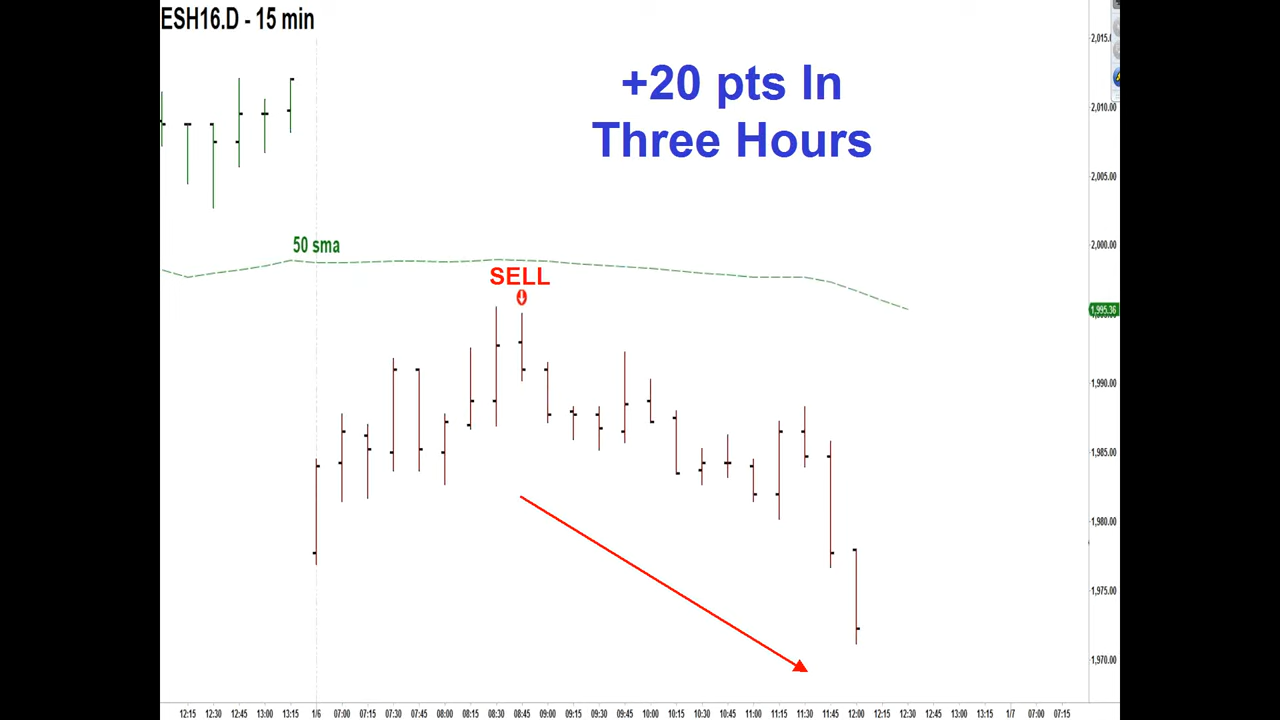 ESH16.D - 15 min
+20 pts In
Three Hours
2,015.0
2,010.00
2,005.00
50 sma
2,000.00
SELL
1,995.36
1,990.00
1,985.00
1,980.00
1,975.00
1,970.00
12:15 12:30 12:45 13:00 13:15 1/6 07:00 07:15 07:30 07:45 08:00 08:15 08:30 08:45 09:00 09:15 09:30 09:45 10:00 10:15 10:30 10:45 11:00 11:15 11:30 11:45 12:00 12:15 12:30 12:45 13:00 13:15 1/7 07:00 07:15